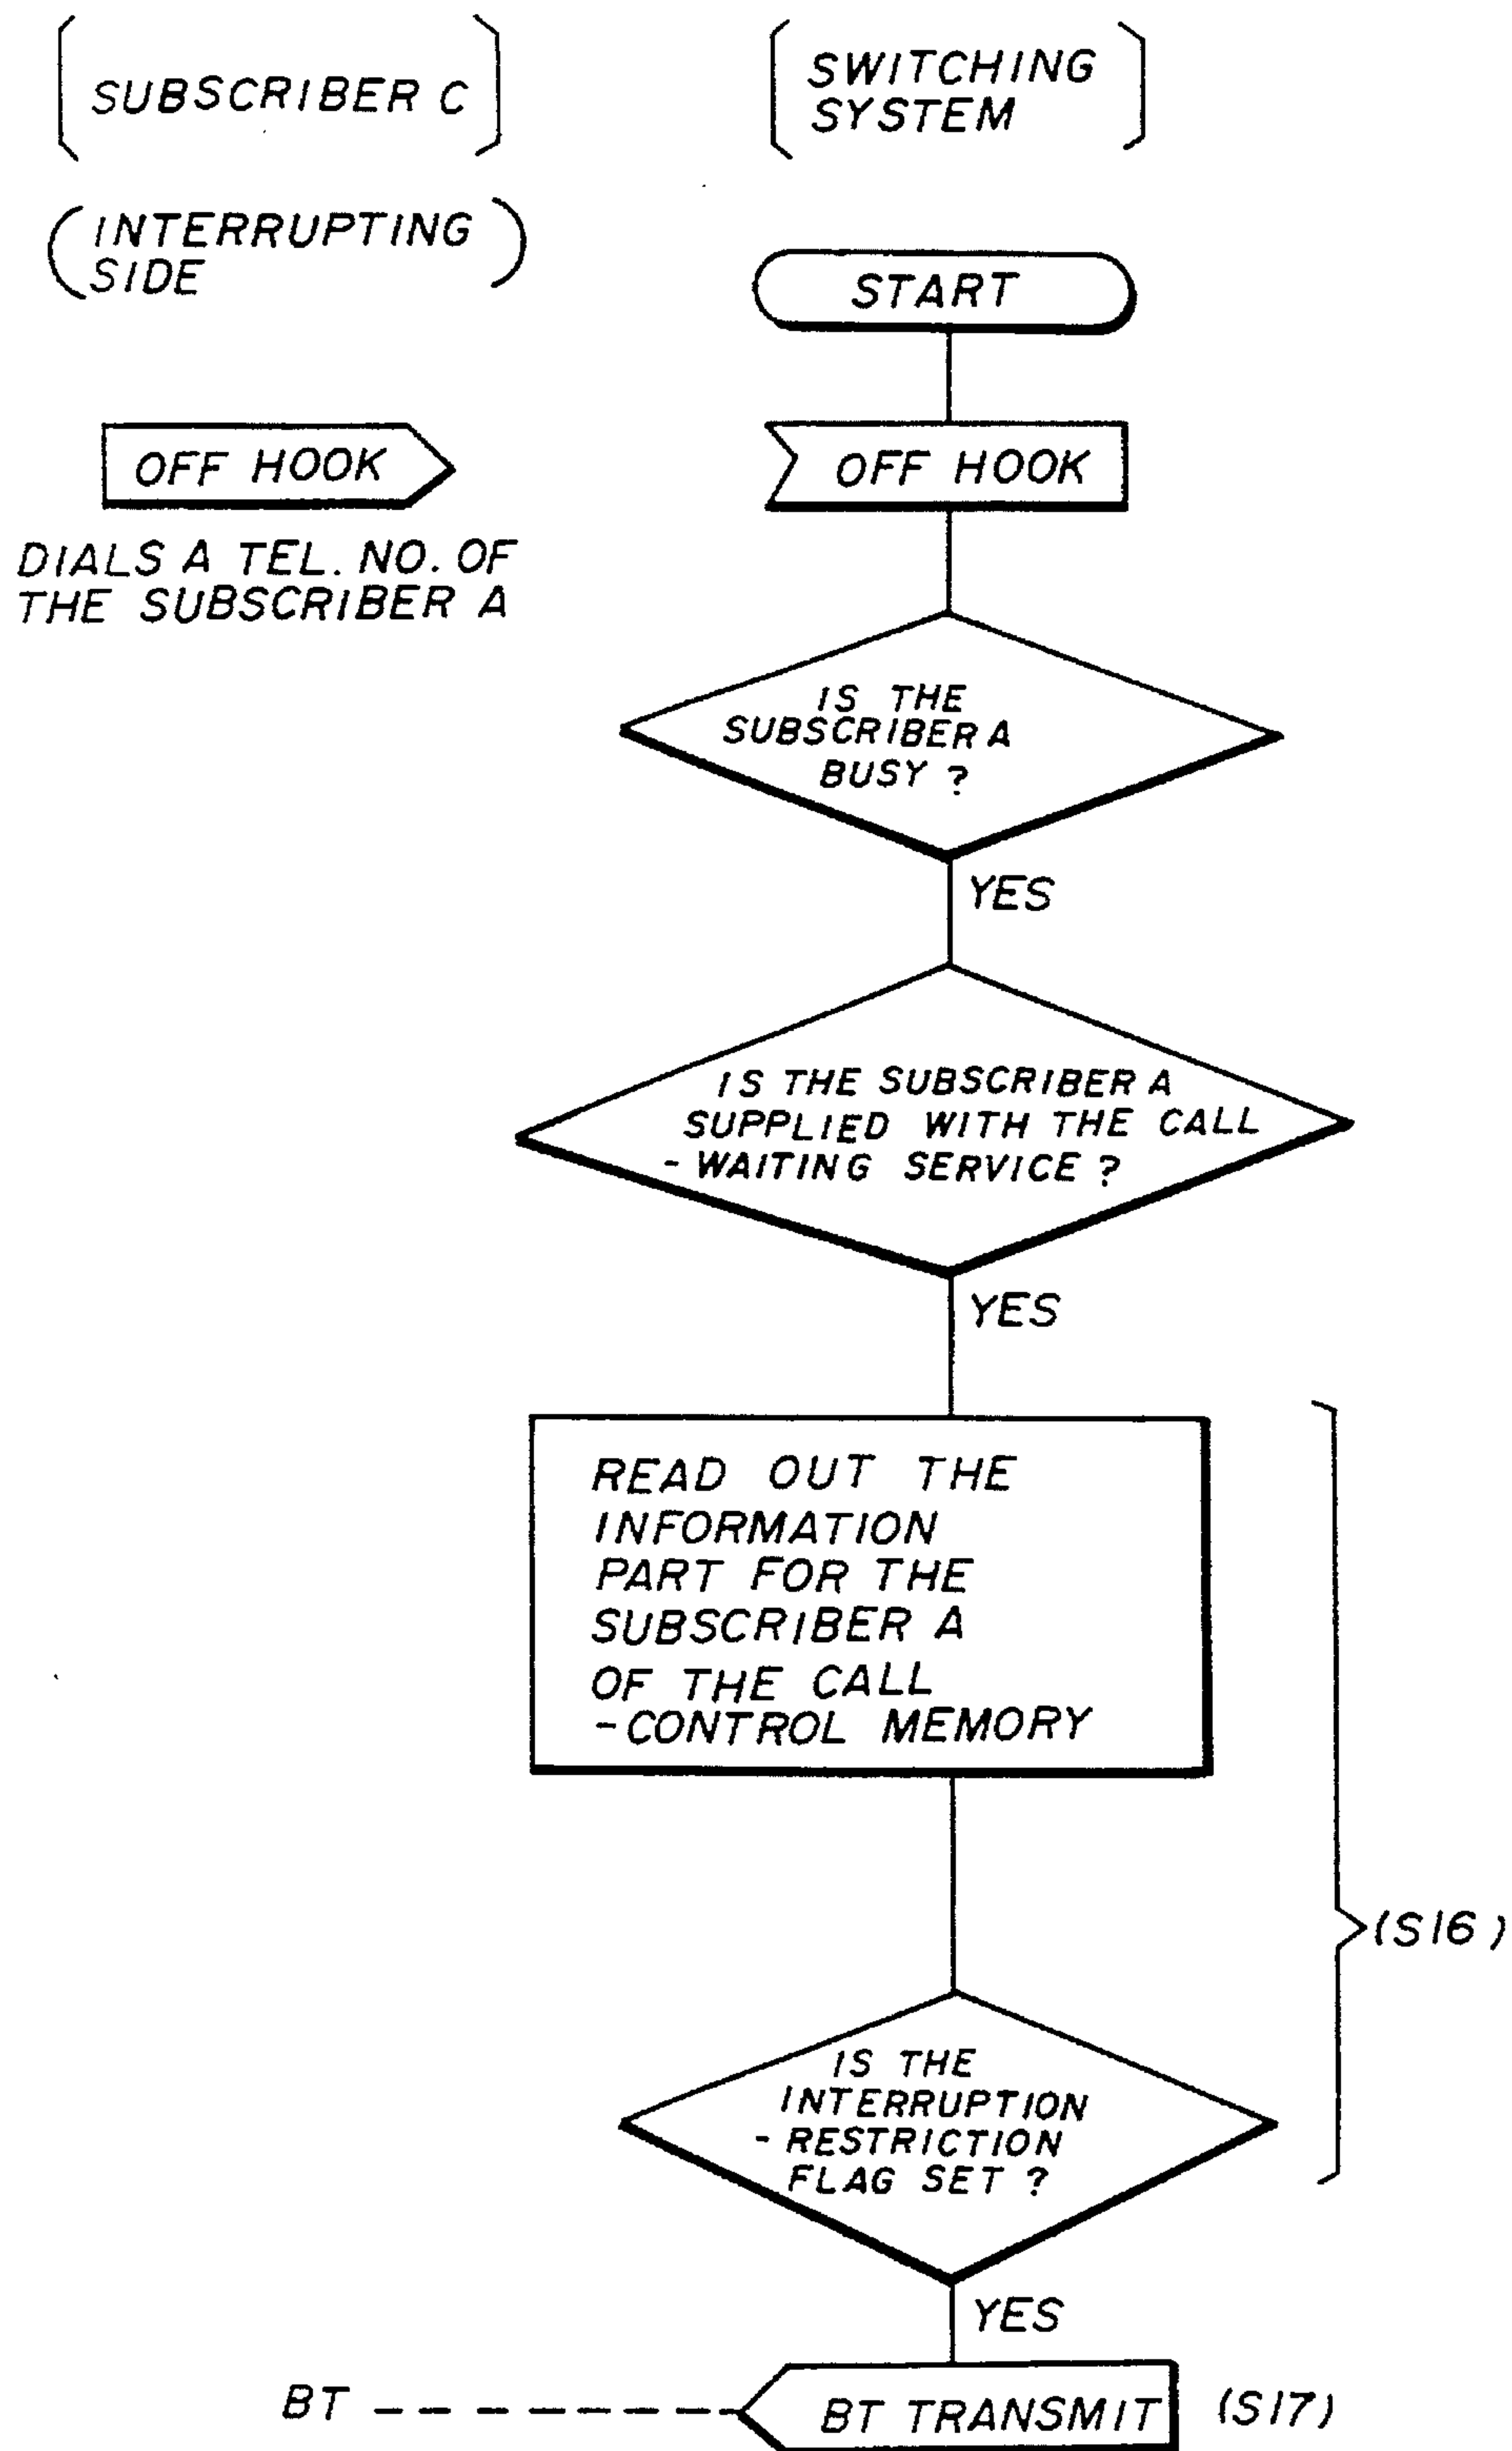 SUBSCRIBER C
SWITCHING
SYSTEM
(INTERRUPTING
SIDE)
START
OFF HOOK
OFF HOOK
DIALS A TEL. NO. OF
THE SUBSCRIBER A
IS THE
SUBSCRIBER A
BUSY ?
YES
IS THE SUBSCRIBER A
SUPPLIED WITH THE CALL
- WAITING SERVICE ?
YES
READ OUT THE
INFORMATION
PART FOR THE
SUBSCRIBER A
OF THE CALL
-CONTROL MEMORY
(S16)
IS THE
INTERRUPTION
- RESTRICTION
FLAG SET ?
YES
BT
BT TRANSMIT
(S17)